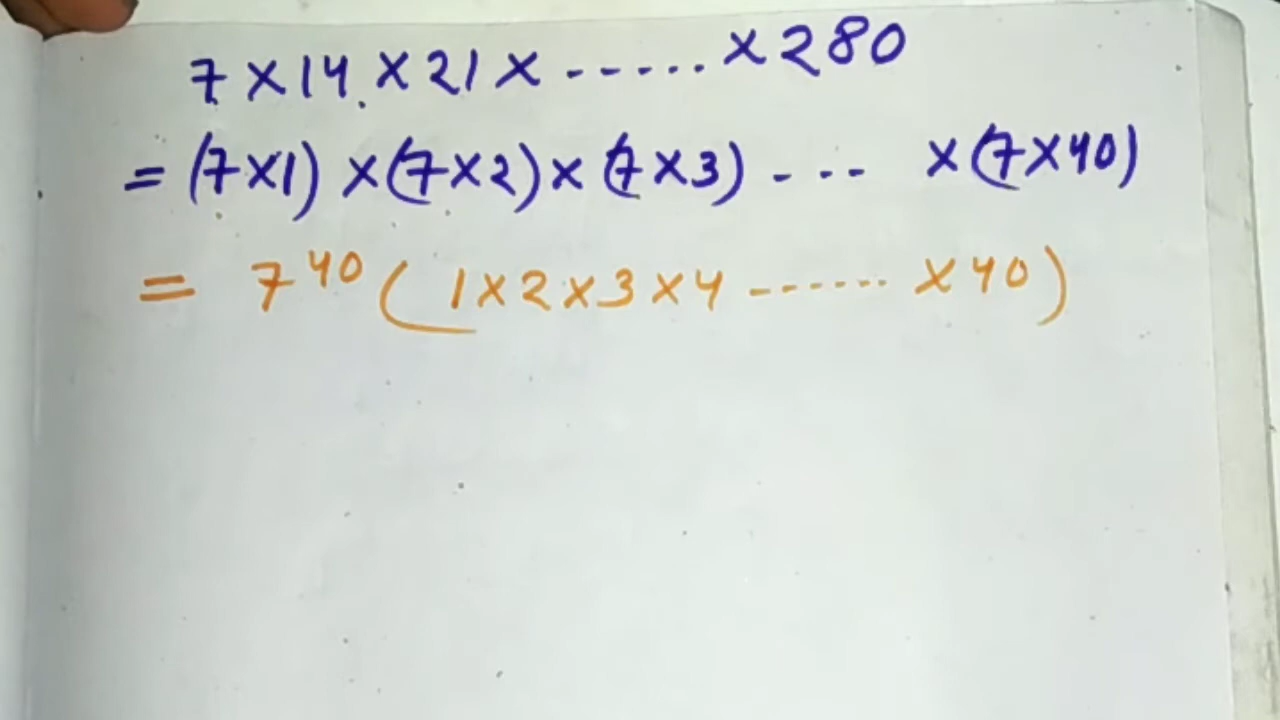 7 × 14 × 21 × ------ × 280
= (7×1) × (7×2) × (7×3) - -- × (7×40)
= 7⁴⁰ ( 1×2×3×4 ------- × 40 )